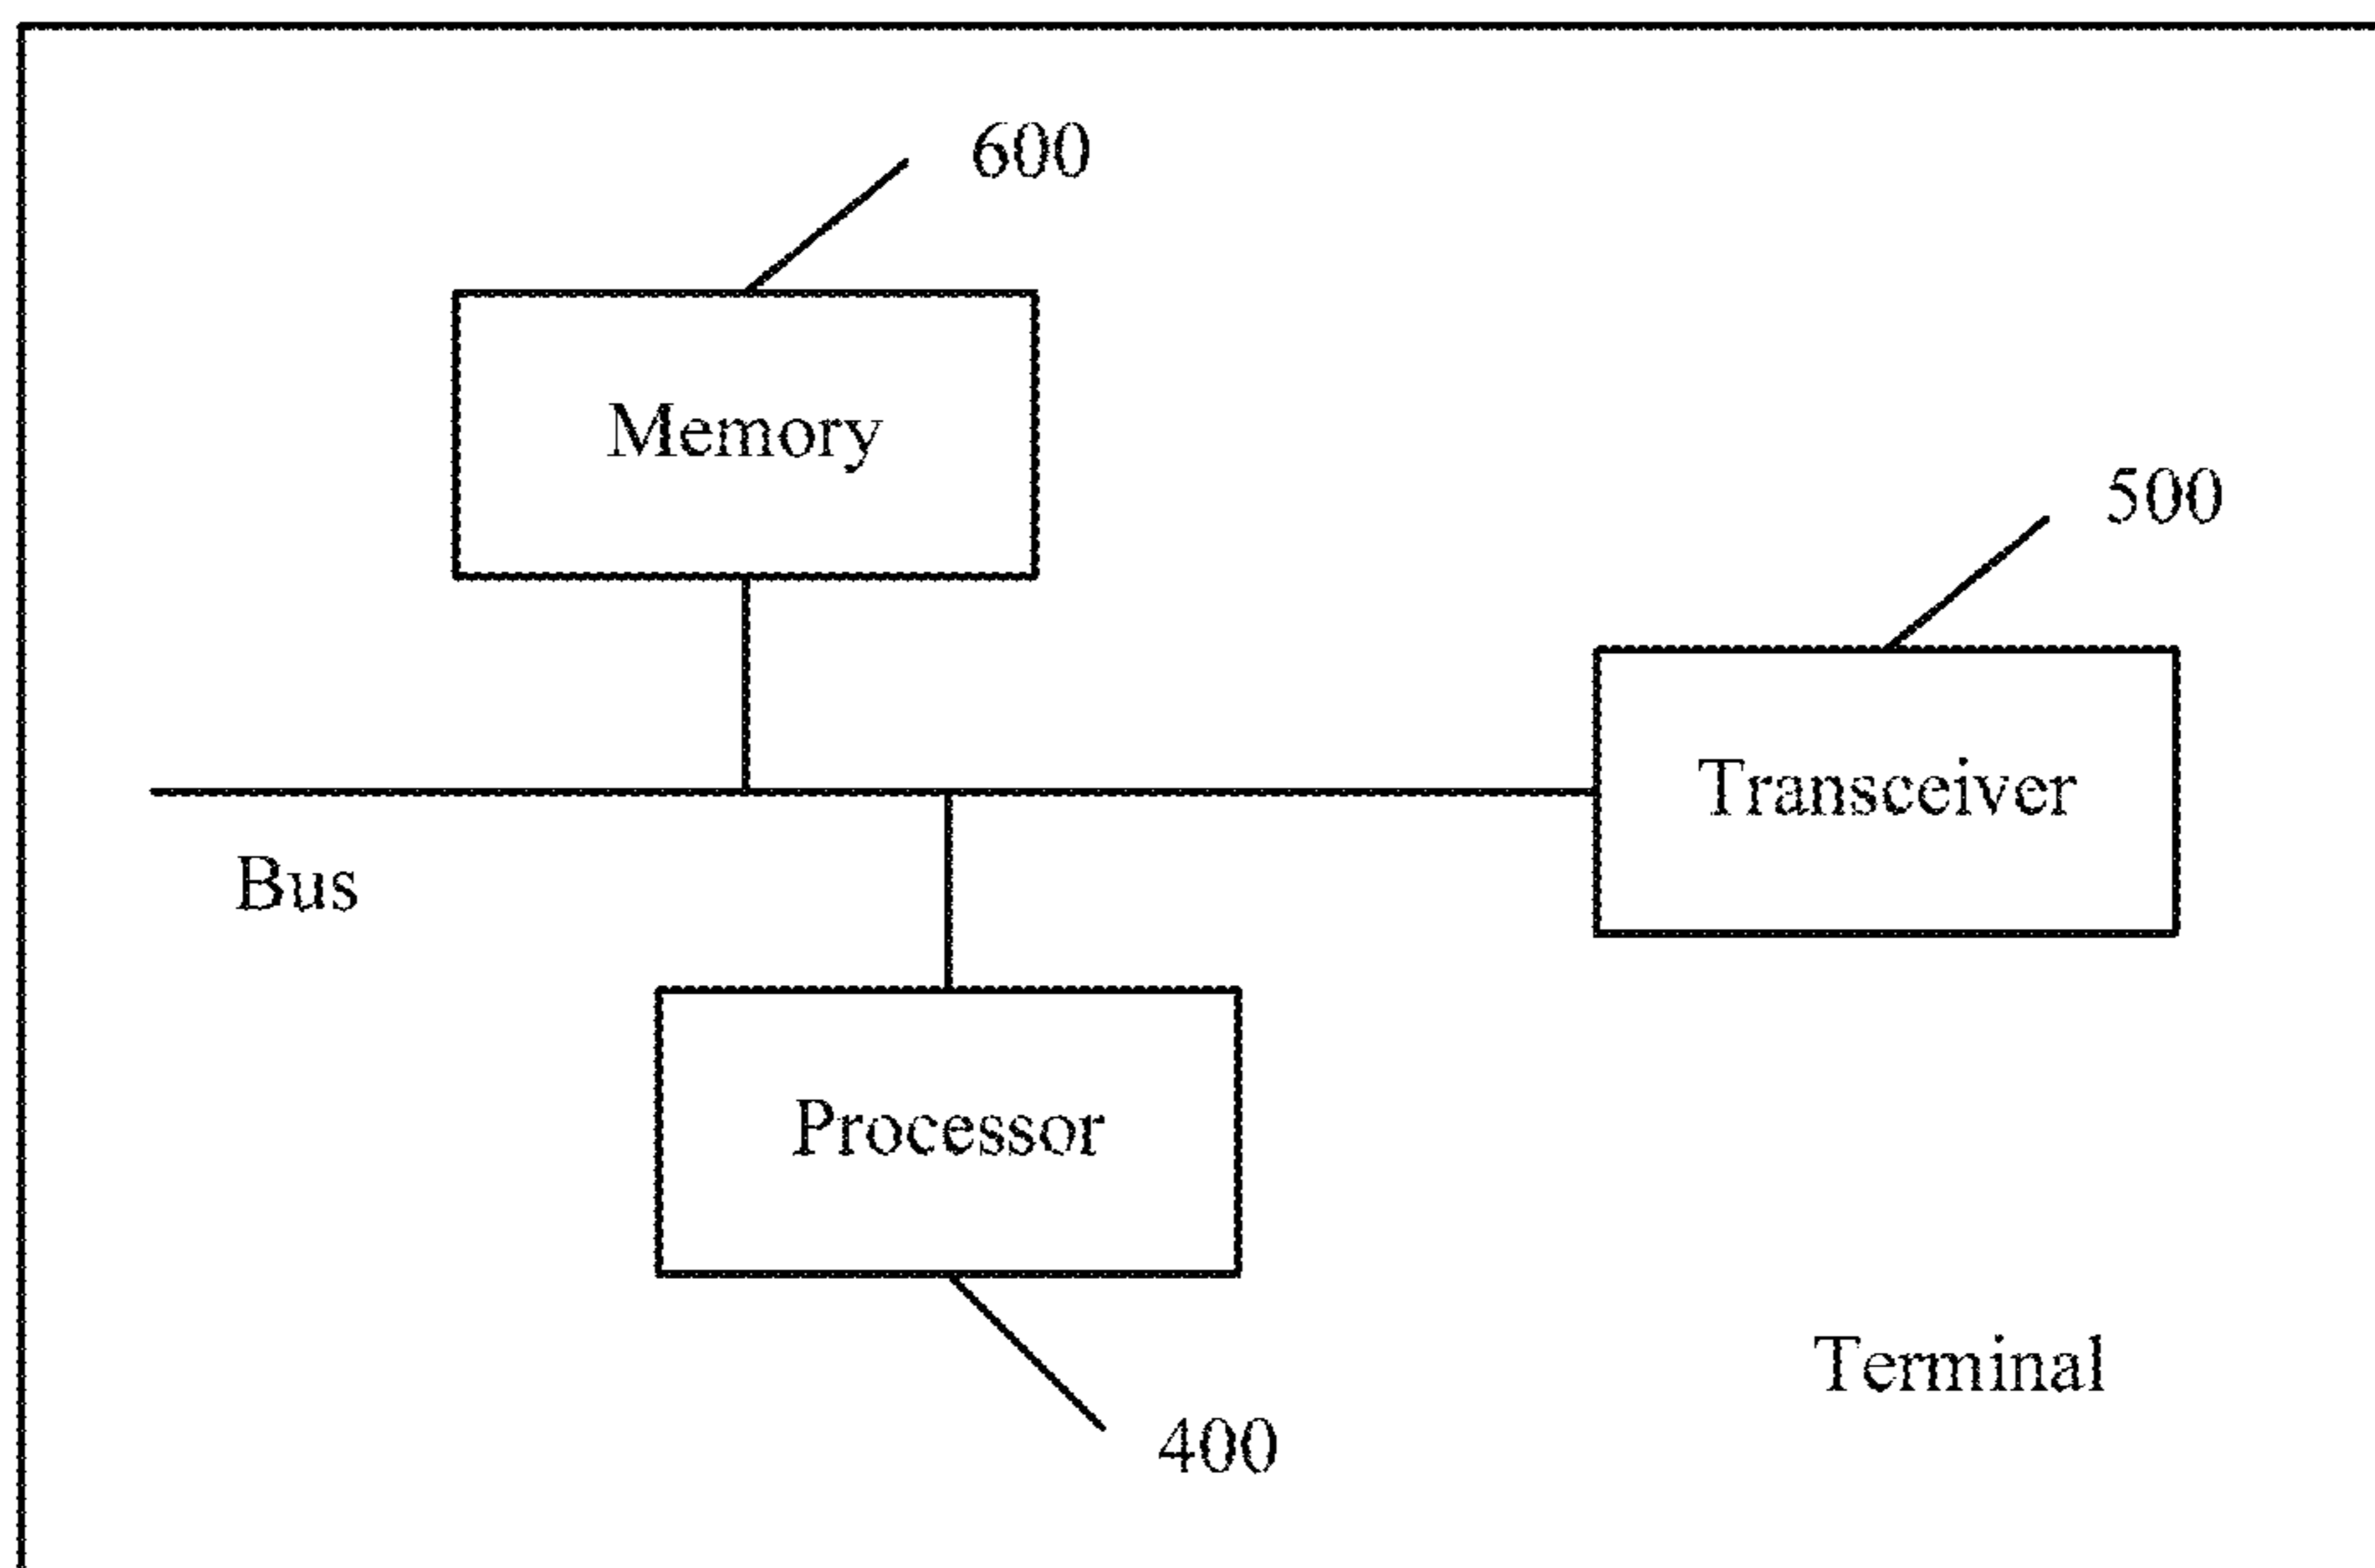 600
Memory
500
Transceiver
Bus
Processor
Terminal
400